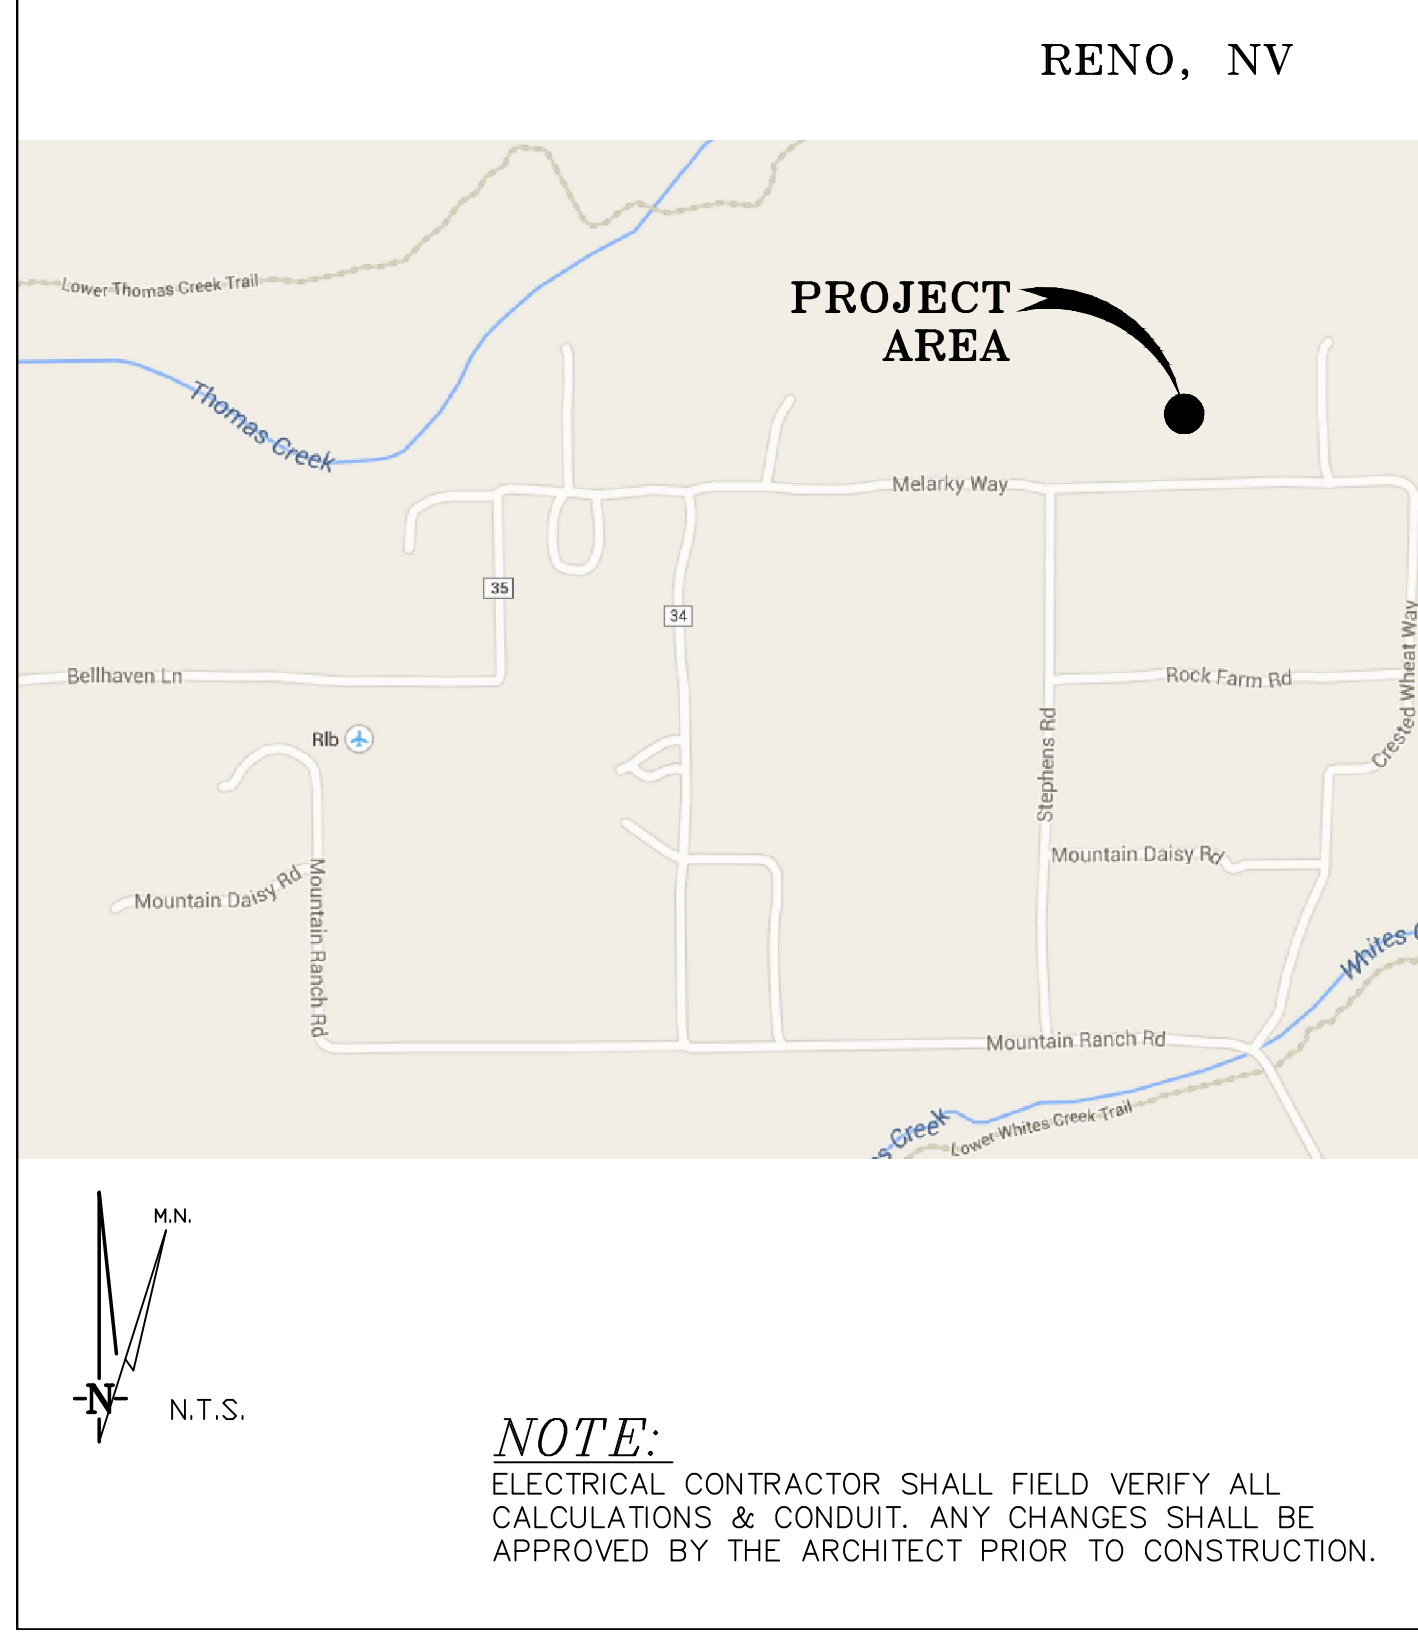 RENO, NV
Lower Thomas Creek Trail
PROJECT
AREA
Thomas Creek
Melarky Way
35
34
Bellhaven Ln
Rock Farm Rd
Crested Wheat Way
Rlb
Stephens Rd
Mountain Daisy Rd
Mountain Daisy Rd
Mountain Ranch Rd
Whites
Mountain Ranch Rd
Creek
Lower Whites Creek Trail
M.N.
N
N.T.S.
NOTE:
ELECTRICAL CONTRACTOR SHALL FIELD VERIFY ALL
CALCULATIONS & CONDUIT. ANY CHANGES SHALL BE
APPROVED BY THE ARCHITECT PRIOR TO CONSTRUCTION.